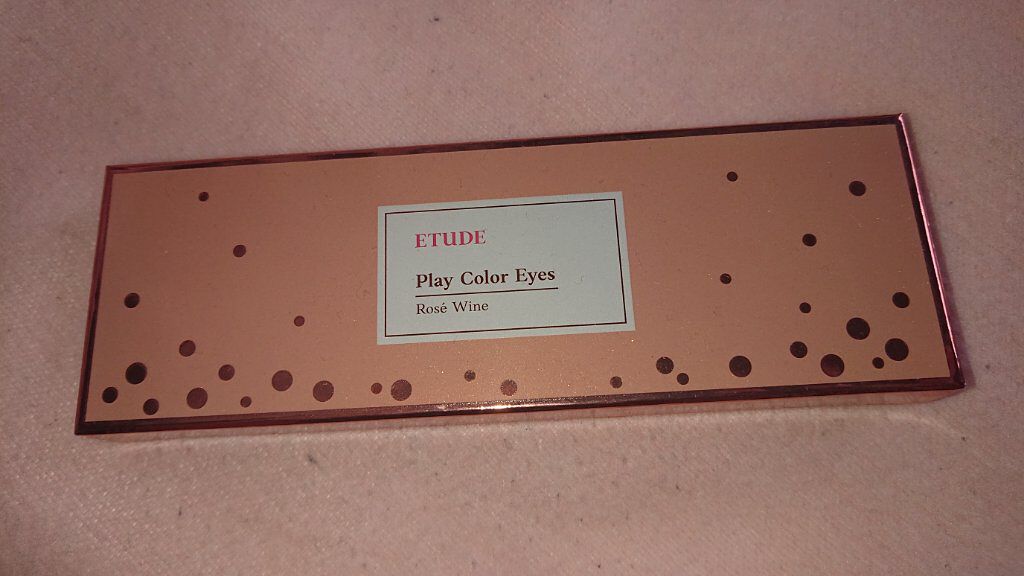 ETUDE
Play Color Eyes
Rosé Wine